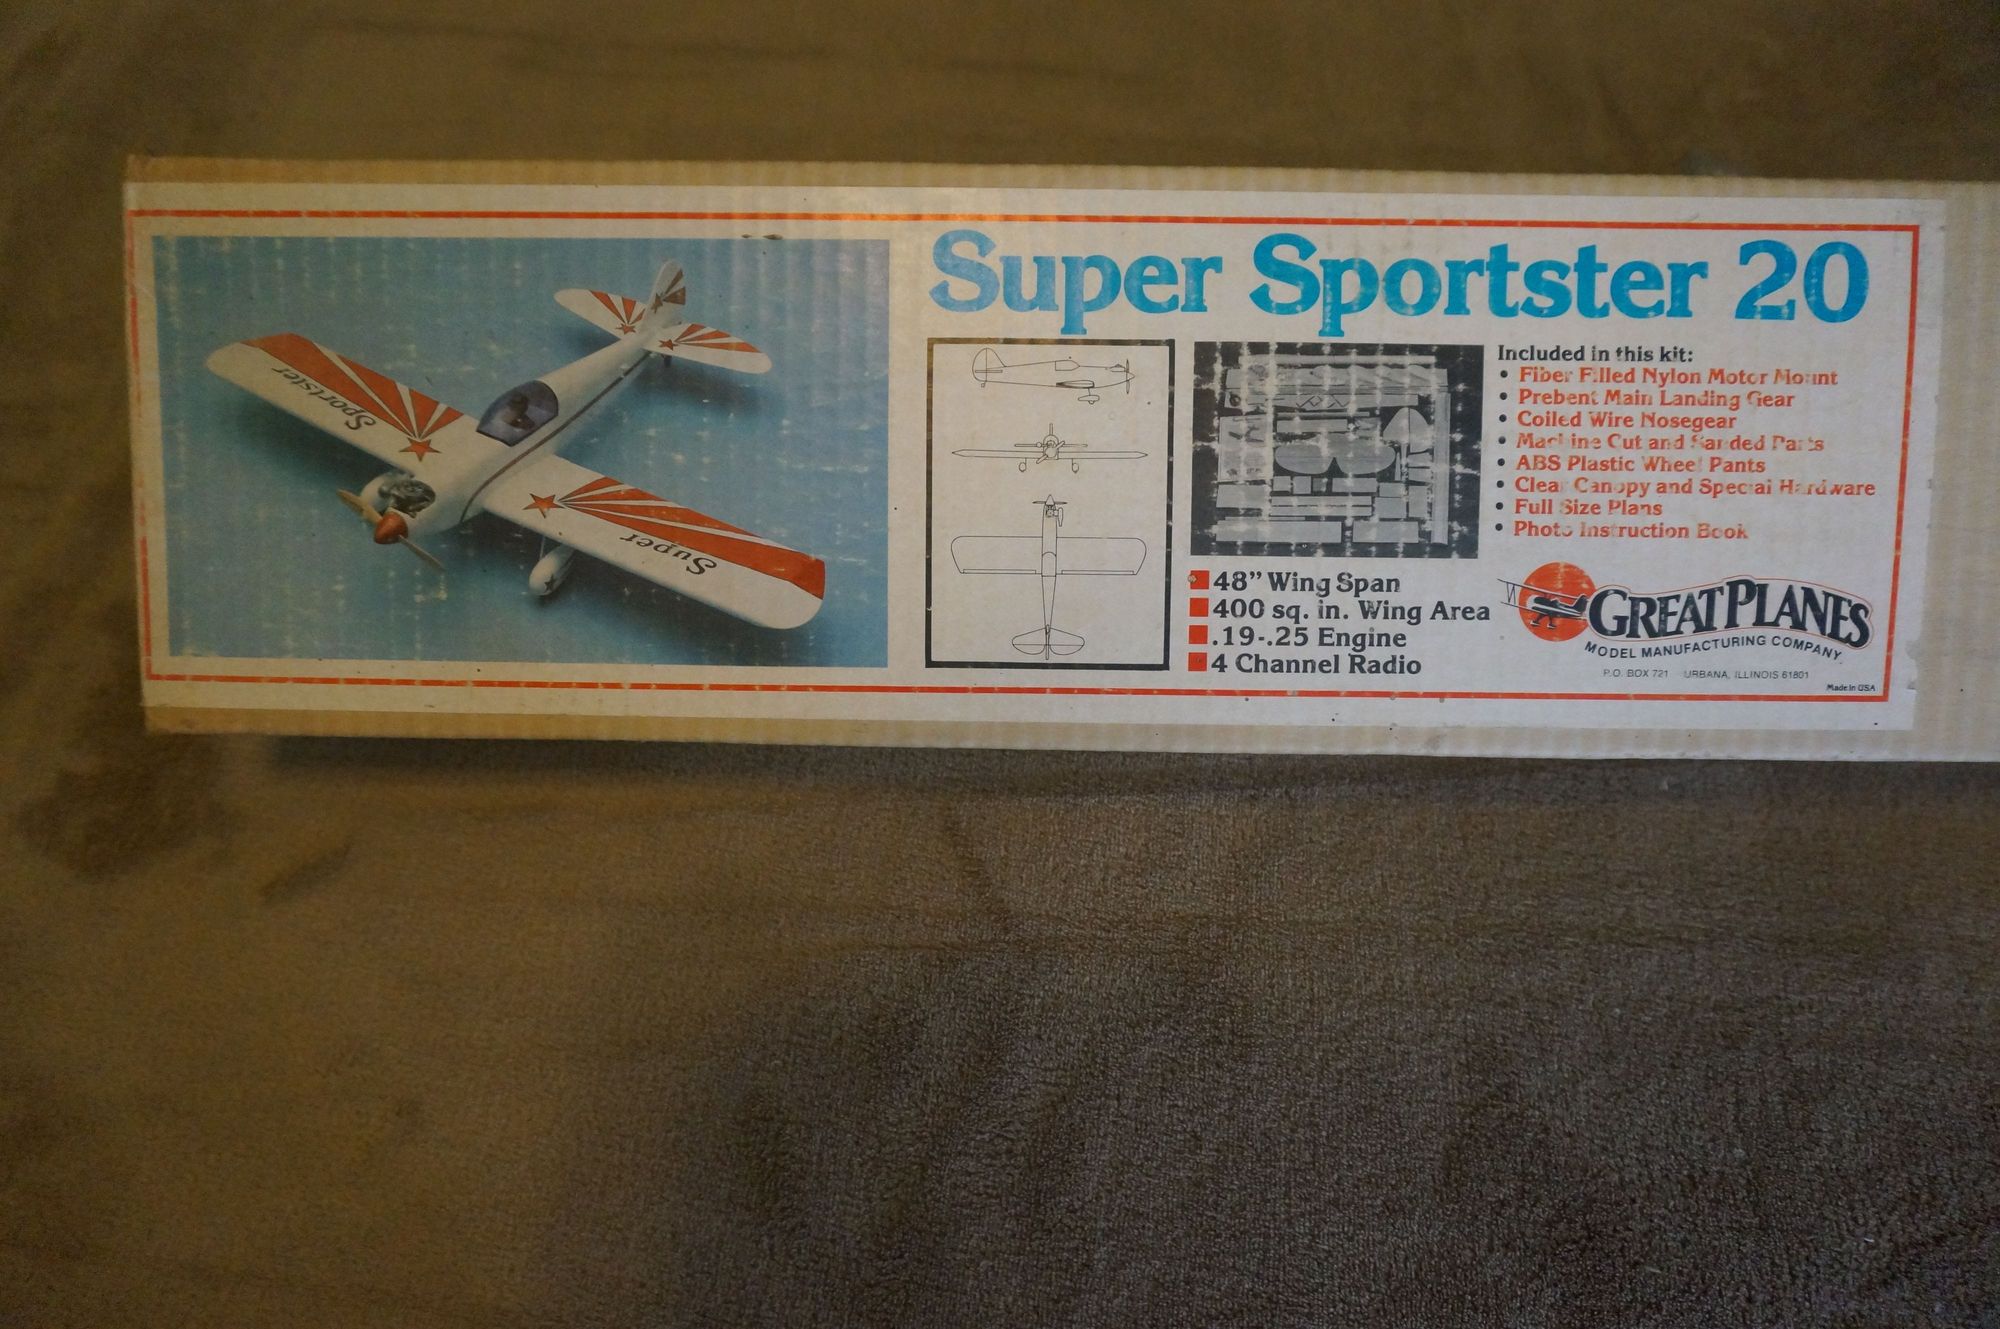 Super Sportster 20
Sportster
Super
Included in this kit:
• Fiber Filled Nylon Motor Mount
• Prebent Main Landing Gear
• Coiled Wire Nosegear
• Machine Cut and Sanded Parts
• ABS Plastic Wheel Pants
• Clear Canopy and Special Hardware
• Full Size Plans
• Photo Instruction Book
48" Wing Span
400 sq. in. Wing Area
.19-.25 Engine
4 Channel Radio
GREAT PLANES
MODEL MANUFACTURING COMPANY
P.O. BOX 721 URBANA, ILLINOIS 61801
Made in USA